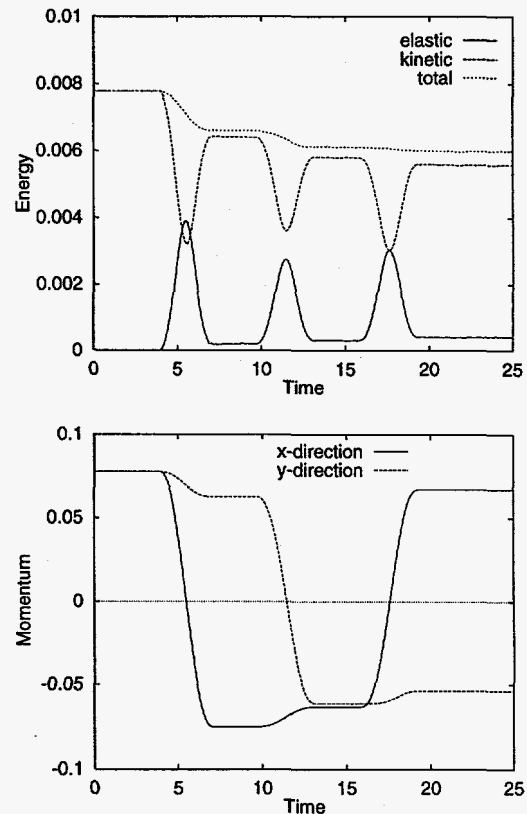 0.01
elastic
kinetic
total
0.008
0.006
Energy
0.004
0.002
0
0 5 10 15 20 25
Time
0.1
x-direction
y-direction
0.05
Momentum
0
-0.05
-0.1
0 5 10 15 20 25
Time